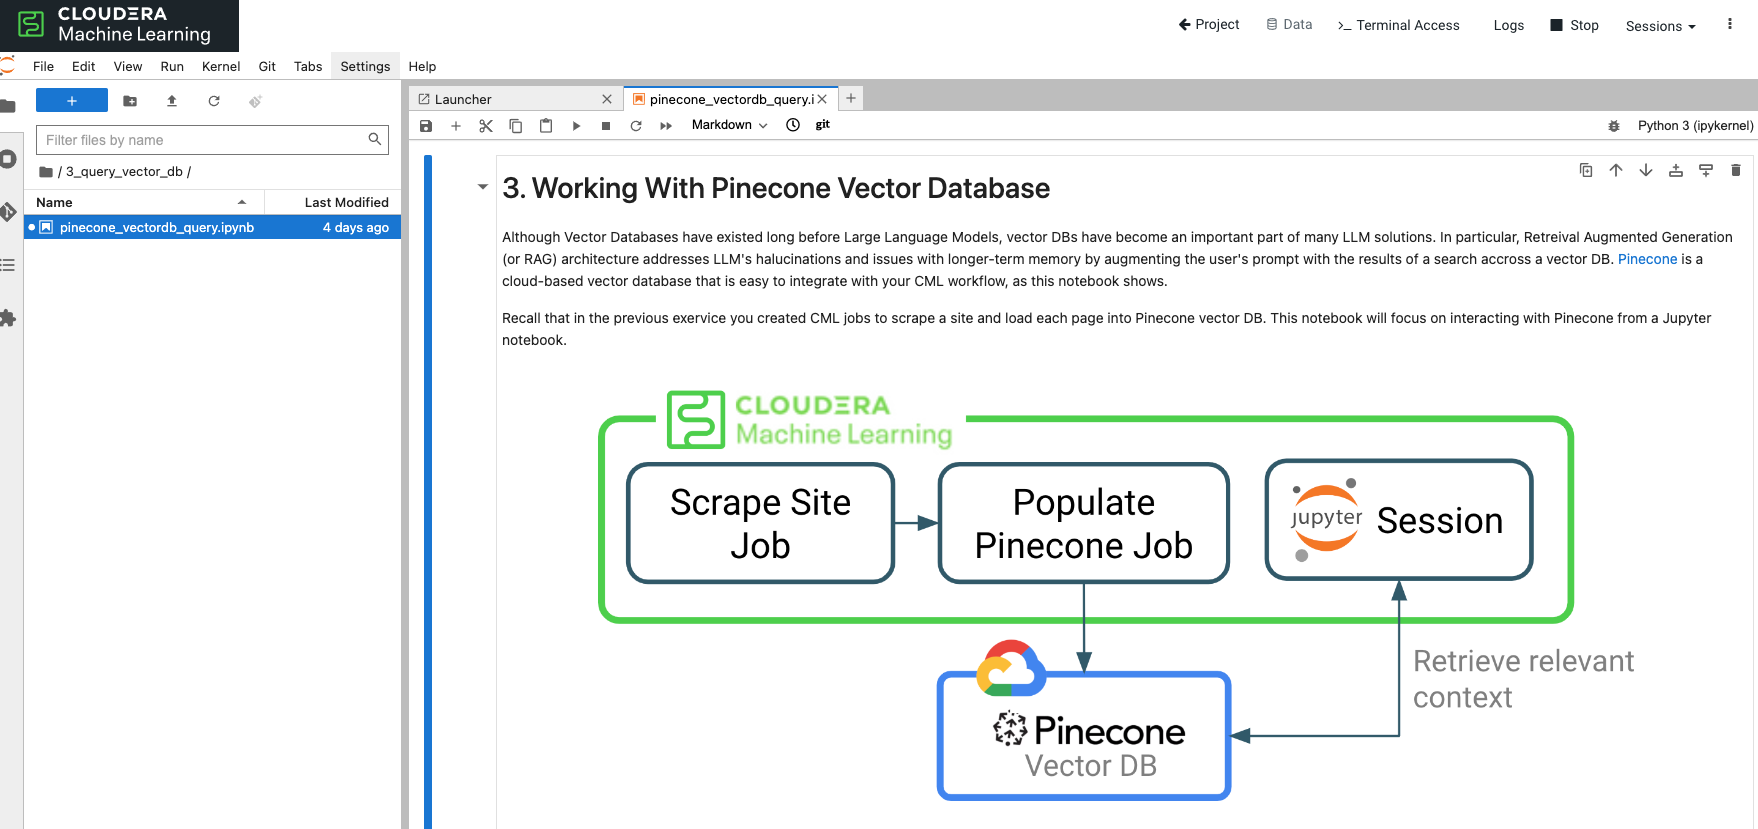 CLOUDERA
Machine Learning
Project
Data
Terminal Access
Logs
Stop
Sessions
File Edit View Run Kernel Git Tabs Settings Help
Filter files by name
/ 3_query_vector_db /
Name
Last Modified
pinecone_vectordb_query.ipynb
4 days ago
Launcher
pinecone_vectordb_query.i
Markdown
git
Python 3 (ipykernel)
3. Working With Pinecone Vector Database
Although Vector Databases have existed long before Large Language Models, vector DBs have become an important part of many LLM solutions. In particular, Retreival Augmented Generation
(or RAG) architecture addresses LLM's halucinations and issues with longer-term memory by augmenting the user's prompt with the results of a search accross a vector DB. Pinecone is a
cloud-based vector database that is easy to integrate with your CML workflow, as this notebook shows.
Recall that in the previous exervice you created CML jobs to scrape a site and load each page into Pinecone vector DB. This notebook will focus on interacting with Pinecone from a Jupyter
notebook.
CLOUDERA
Machine Learning
Scrape Site
Job
Populate
Pinecone Job
jupyter
Session
Retrieve relevant
context
Pinecone
Vector DB